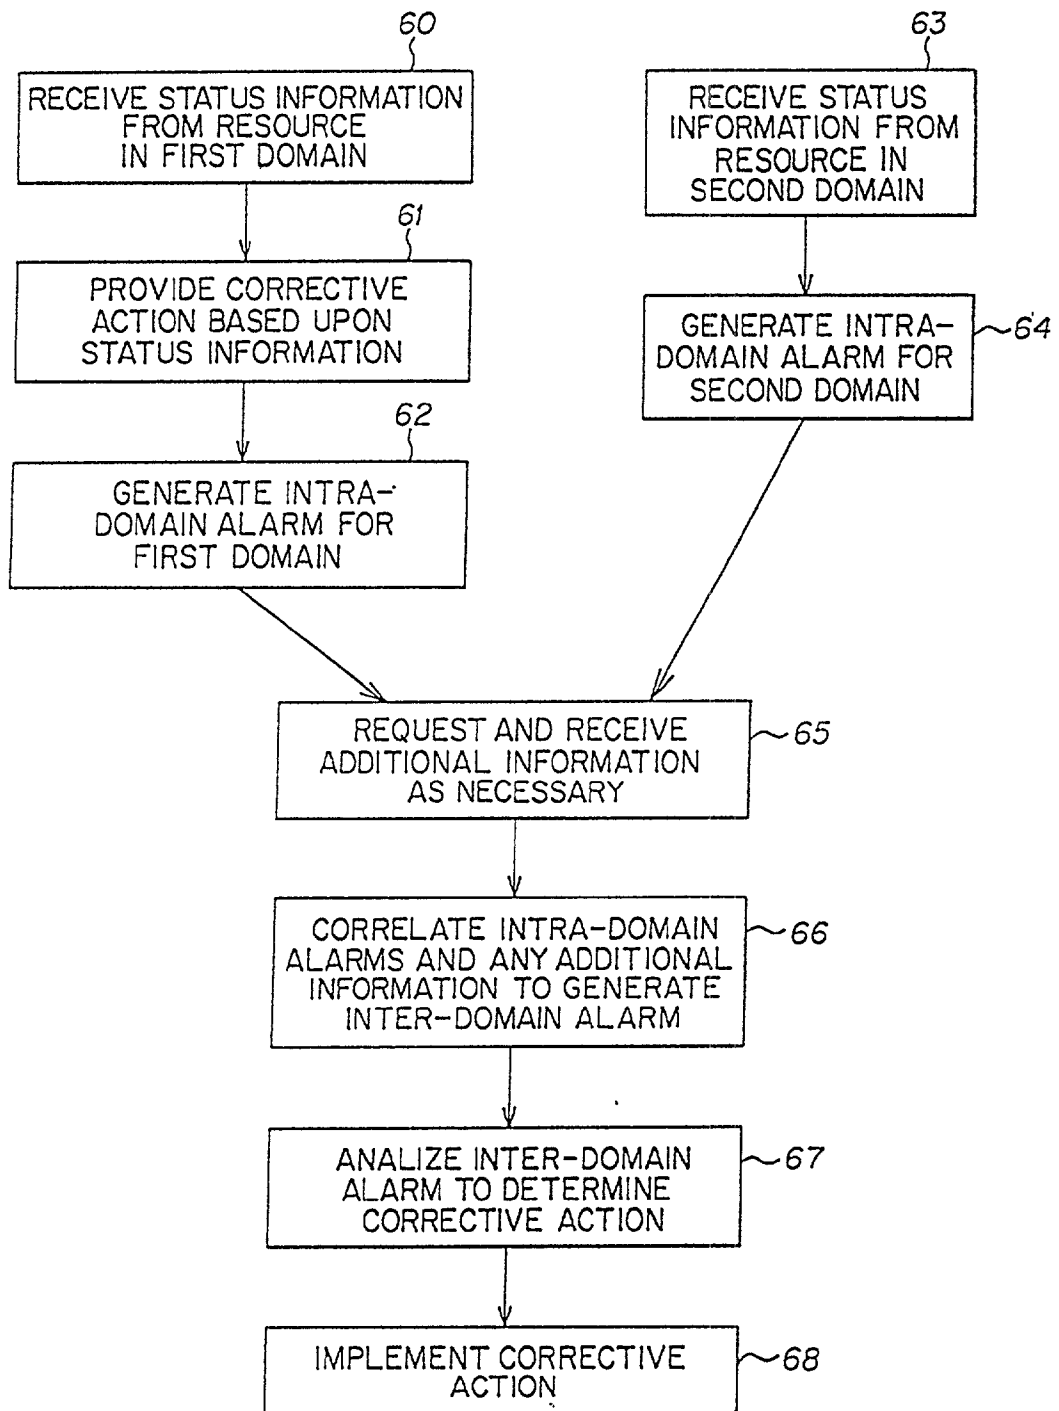 60
RECEIVE STATUS INFORMATION
FROM RESOURCE
IN FIRST DOMAIN
61
PROVIDE CORRECTIVE
ACTION BASED UPON
STATUS INFORMATION
62
GENERATE INTRA-
DOMAIN ALARM FOR
FIRST DOMAIN
63
RECEIVE STATUS
INFORMATION FROM
RESOURCE IN
SECOND DOMAIN
GENERATE INTRA-
DOMAIN ALARM FOR
SECOND DOMAIN
64
REQUEST AND RECEIVE
ADDITIONAL INFORMATION
AS NECESSARY
65
CORRELATE INTRA-DOMAIN
ALARMS AND ANY ADDITIONAL
INFORMATION TO GENERATE
INTER-DOMAIN ALARM
66
ANALIZE INTER-DOMAIN
ALARM TO DETERMINE
CORRECTIVE ACTION
67
IMPLEMENT CORRECTIVE
ACTION
68